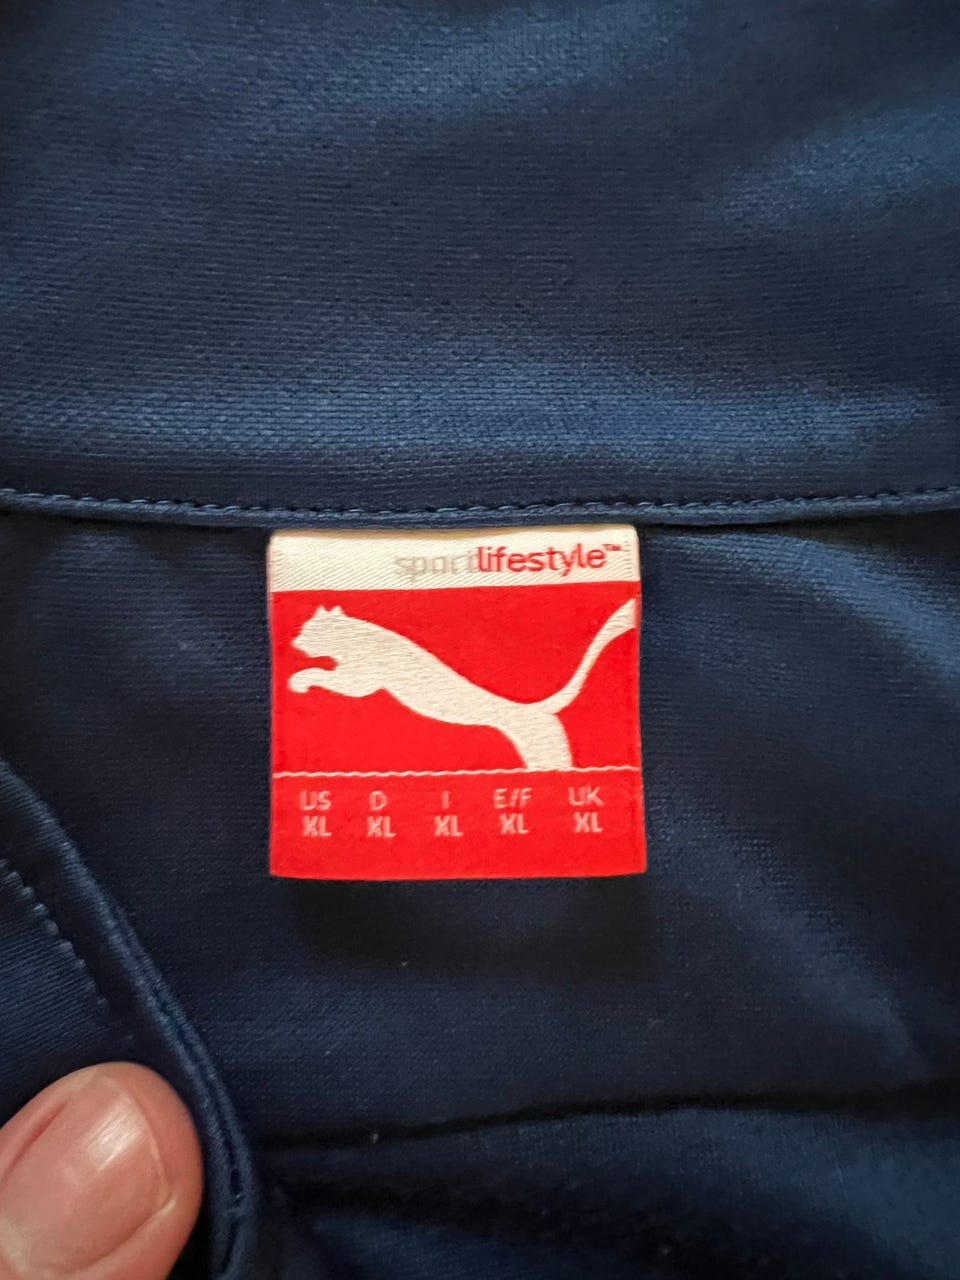 sportlifestyle™
US D I E/F UK
XL XL XL XL XL